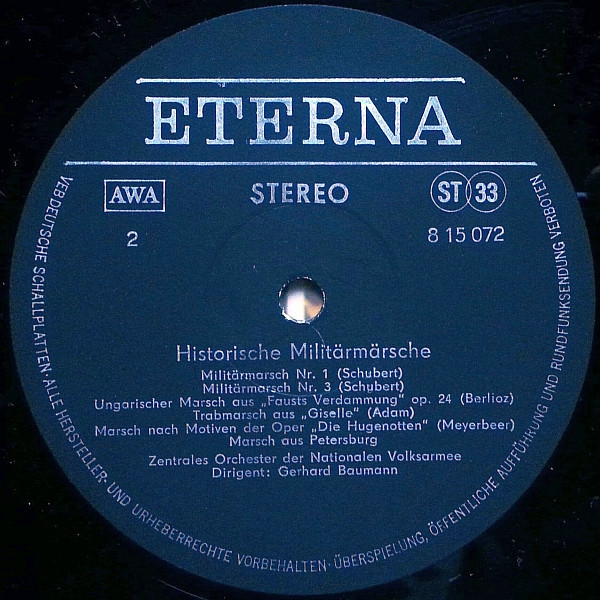 ETERNA
AWA
STEREO
ST 33
2
8 15 072
Historische Militärmärsche
Militärmarsch Nr. 1 (Schubert)
Militärmarsch Nr. 3 (Schubert)
Ungarischer Marsch aus „Fausts Verdammung" op. 24 (Berlioz)
Trabmarsch aus „Giselle" (Adam)
Marsch nach Motiven der Oper „Die Hugenotten" (Meyerbeer)
Marsch aus Petersburg
Zentrales Orchester der Nationalen Volksarmee
Dirigent: Gerhard Baumann
VEB DEUTSCHE SCHALLPLATTEN · ALLE HERSTELLER- UND URHEBERRECHTE VORBEHALTEN · ÜBERSPIELUNG, ÖFFENTLICHE AUFFÜHRUNG UND RUNDFUNKSENDUNG VERBOTEN